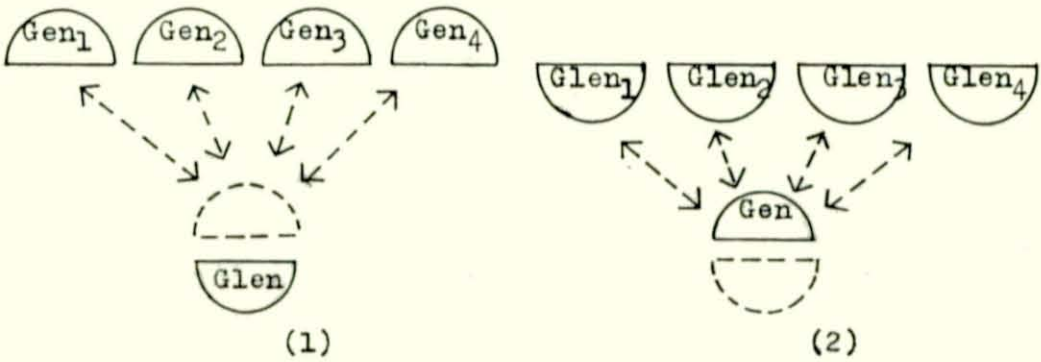 Gen₁ Gen₂ Gen₃ Gen₄
Glen
(1)
Glen₁ Glen₂ Glen₃ Glen₄
Gen
(2)